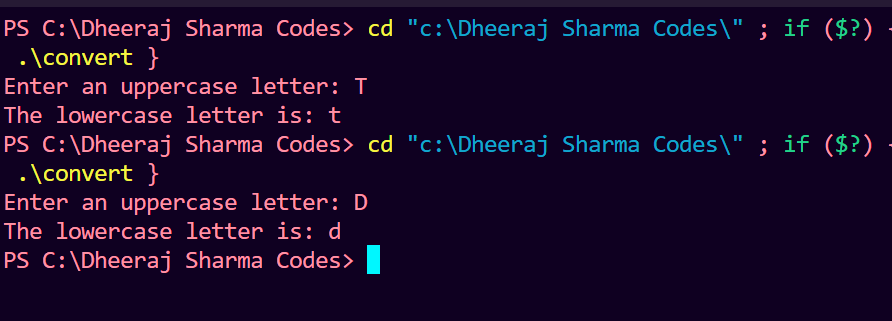 PS C:\Dheeraj Sharma Codes> cd "c:\Dheeraj Sharma Codes\" ; if ($?)
 .\convert }
Enter an uppercase letter: T
The lowercase letter is: t
PS C:\Dheeraj Sharma Codes> cd "c:\Dheeraj Sharma Codes\" ; if ($?)
 .\convert }
Enter an uppercase letter: D
The lowercase letter is: d
PS C:\Dheeraj Sharma Codes>